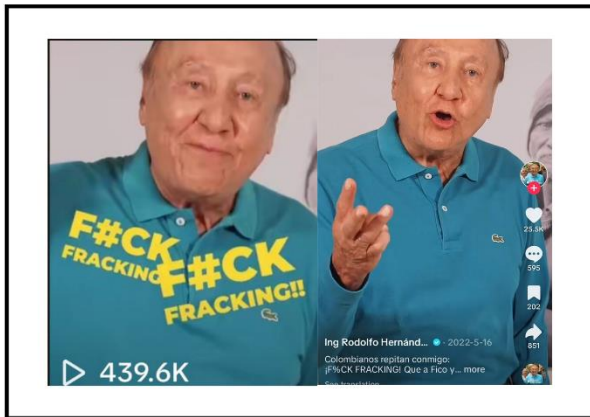 F#CK
FRACKING
F#CK
FRACKING!!
439.6K
25.5K
595
202
851
Ing Rodolfo Hernánd... · 2022-5-16
Colombianos repitan conmigo:
¡F%CK FRACKING! Que a Fico y... more
See translation